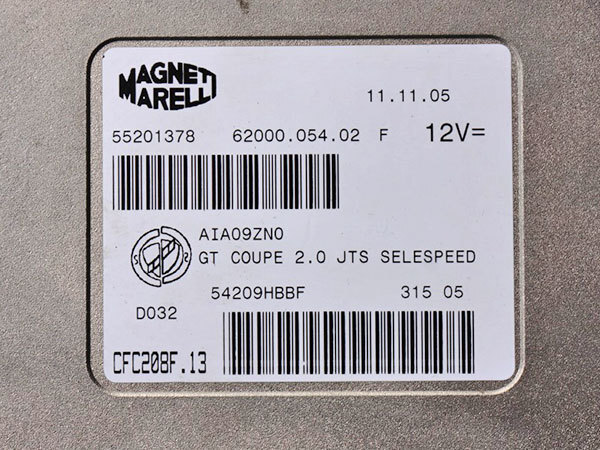 MAGNETI
MARELLI
11.11.05
55201378 62000.054.02 F 12V=
AIA09ZN0
GT COUPE 2.0 JTS SELESPEED
54209HBBF 315 05
D032
CFC208F.13